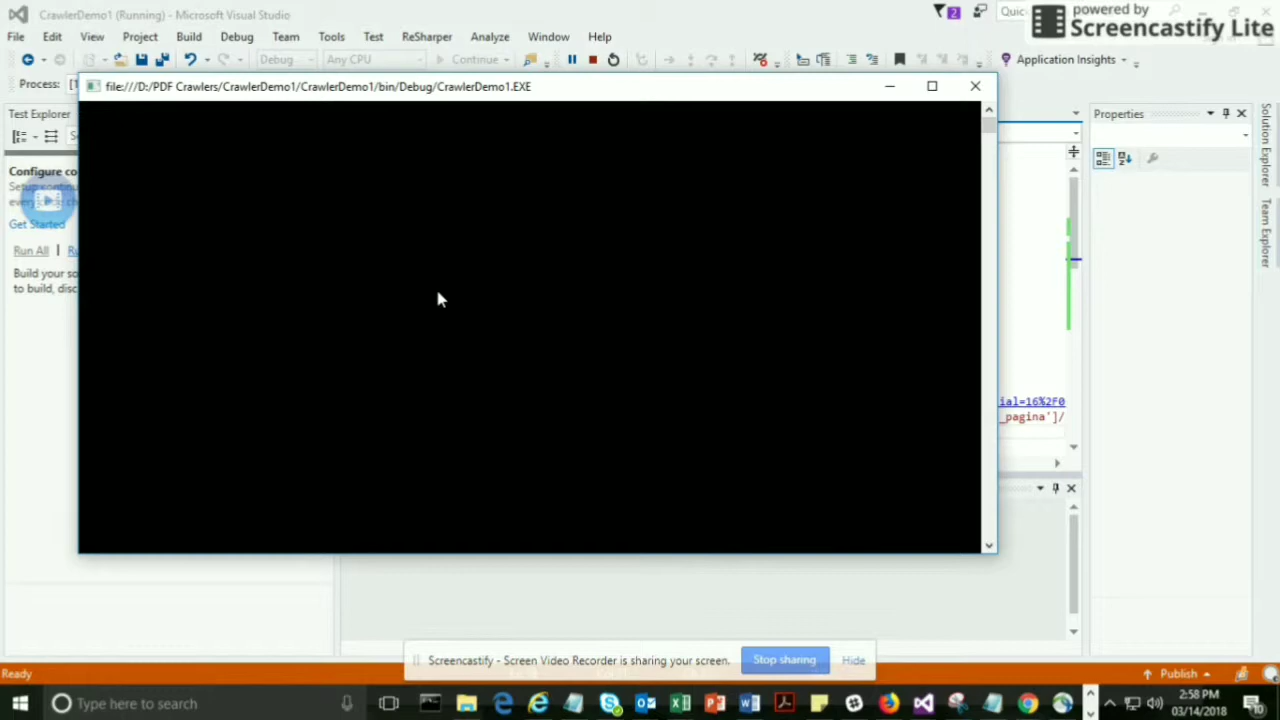 CrawlerDemo1 (Running) - Microsoft Visual Studio
2
powered by
Screencastify Lite
File Edit View Project Build Debug Team Tools Test ReSharper Analyze Window Help
Debug Any CPU Continue Application Insights
Process:
file:///D:/PDF Crawlers/CrawlerDemo1/CrawlerDemo1/bin/Debug/CrawlerDemo1.EXE
Test Explorer
Properties
Solution Explorer
Team Explorer
Configure co
Get Started
Run All
Build your so
to build, disc
ial=16%2F0
_pagina']/
Screencastify - Screen Video Recorder is sharing your screen. Stop sharing Hide
Ready
Publish
Type here to search
2:58 PM
03/14/2018
10